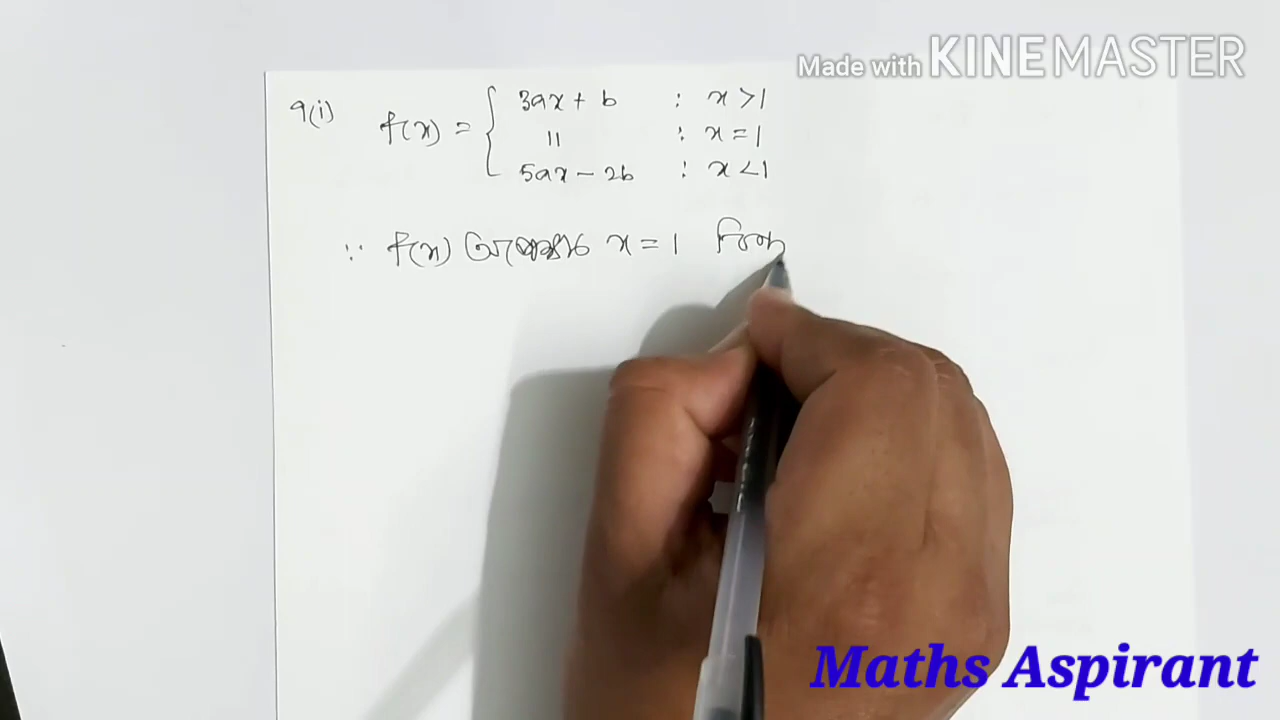 Made with KINEMASTER
9(i) f(x) = { 3ax + b : x > 1
11 : x = 1
5ax - 2b : x < 1
∵ f(x) x = 1
Maths Aspirant